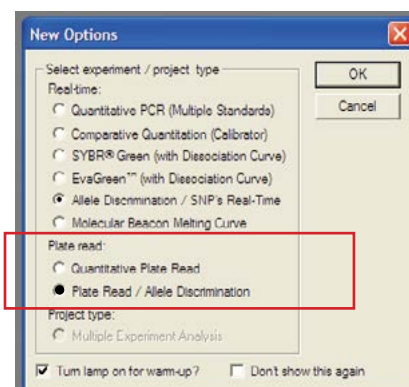 New Options
Select experiment / project type
Real-time:
Quantitative PCR (Multiple Standards)
Comparative Quantitation (Calibrator)
SYBR® Green (with Dissociation Curve)
EvaGreen™ (with Dissociation Curve)
Allele Discrimination / SNP's Real-Time
Molecular Beacon Melting Curve
Plate read:
Quantitative Plate Read
Plate Read / Allele Discrimination
Project type:
Multiple Experiment Analysis
OK
Cancel
Turn lamp on for warm-up?
Don't show this again